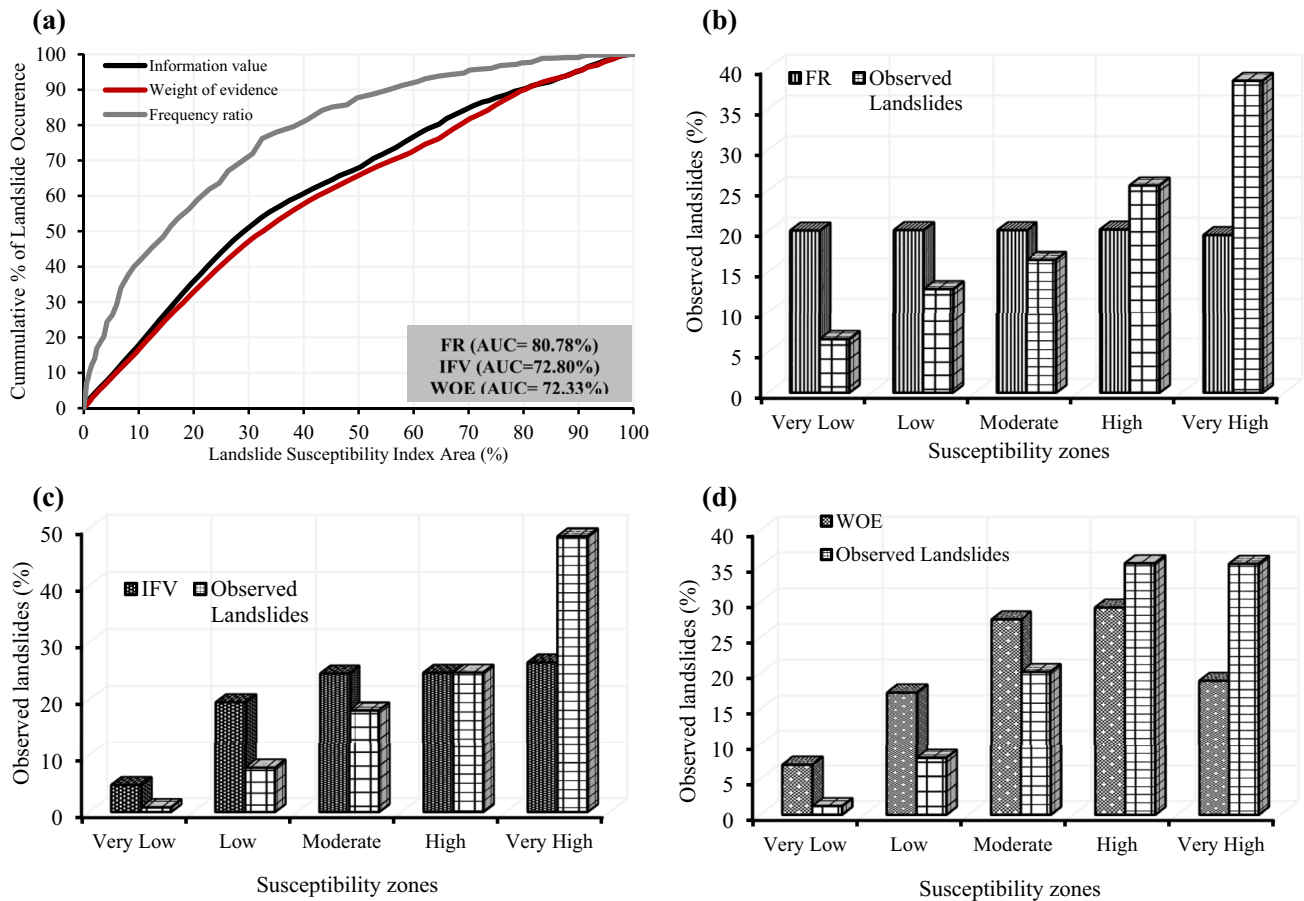 (a)
100
90
80
70
60
50
40
30
20
10
0
Cummulative % of Landslide Occurence
Information value
Weight of evidence
Frequency ratio
FR (AUC= 80.78%)
IFV (AUC=72.80%)
WOE (AUC= 72.33%)
0 10 20 30 40 50 60 70 80 90 100
Landslide Susceptibility Index Area (%)
(b)
40
35
30
25
20
15
10
5
0
Observed landslides (%)
FR Observed
Landslides
Very Low Low Moderate High Very High
Susceptibility zones
(c)
50
40
30
20
10
0
Observed landslides (%)
IFV Observed
Landslides
Very Low Low Moderate High Very High
Susceptibility zones
(d)
40
35
30
25
20
15
10
5
0
Observed landslides (%)
WOE
Observed Landslides
Very Low Low Moderate High Very High
Susceptibility zones